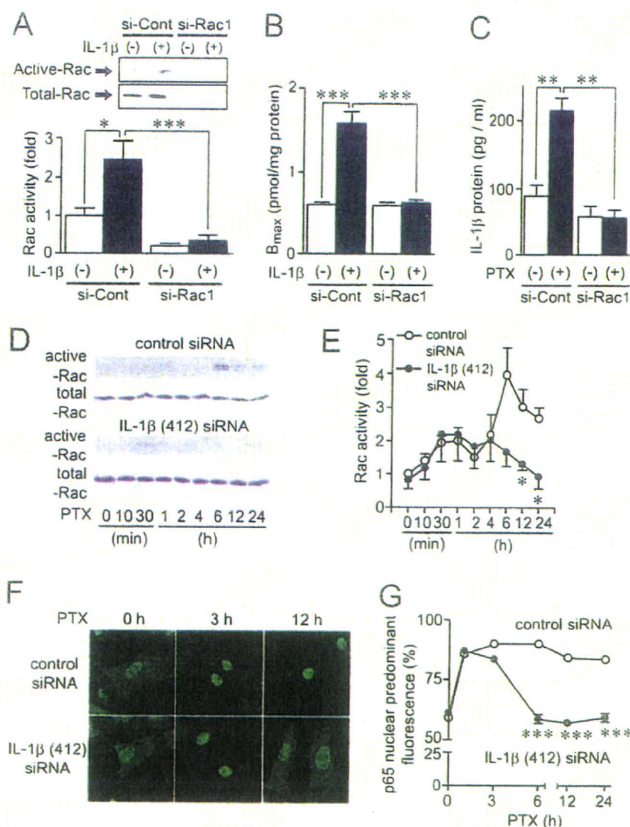 A
si-Cont si-Rac1
IL-1β (-) (+) (-) (+)
Active-Rac
Total-Rac
Rac activity (fold)
4
3
2
1
0
* ***
IL-1β (-) (+) (-) (+)
si-Cont si-Rac1
B
Bmax (pmol/mg protein)
2
1
0
*** ***
IL-1β (-) (+) (-) (+)
si-Cont si-Rac1
C
IL-1β protein (pg / ml)
200
100
0
** **
PTX (-) (+) (-) (+)
si-Cont si-Rac1
D
control siRNA
active
-Rac
total
-Rac
IL-1β (412) siRNA
active
-Rac
total
-Rac
PTX 0 10 30 1 2 4 6 12 24
(min) (h)
E
control
siRNA
IL-1β (412)
siRNA
Rac activity (fold)
5
4
3
2
1
0
*
*
0 10 30 1 2 4 6 12 24
(min) (h)
F
PTX 0 h 3 h 12 h
control
siRNA
IL-1β (412)
siRNA
G
p65 nuclear predominant
fluorescence (%)
100
75
50
25
0
control siRNA
*** *** ***
IL-1β (412) siRNA
0 3 6 12 24
PTX (h)